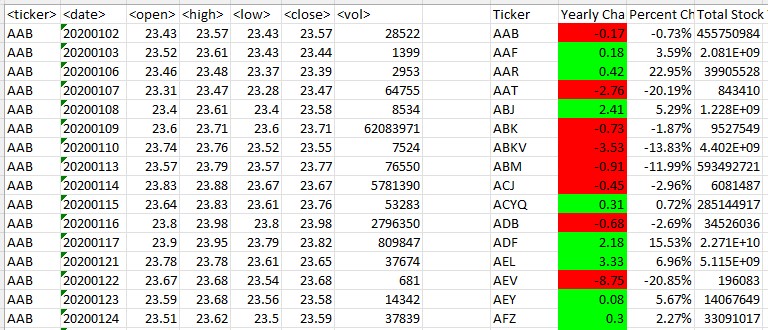 <ticker> <date> <open> <high> <low> <close> <vol> Ticker Yearly Cha Percent Ch Total Stock
AAB 20200102 23.43 23.57 23.43 23.57 28522 AAB -0.17 -0.73% 455750984
AAB 20200103 23.52 23.61 23.43 23.44 1399 AAF 0.18 3.59% 2.081E+09
AAB 20200106 23.46 23.48 23.37 23.39 2953 AAR 0.42 22.95% 39905528
AAB 20200107 23.31 23.47 23.28 23.47 64755 AAT -2.76 -20.19% 843410
AAB 20200108 23.4 23.61 23.4 23.58 8534 ABJ 2.41 5.29% 1.228E+09
AAB 20200109 23.6 23.71 23.6 23.71 62083971 ABK -0.73 -1.87% 9527549
AAB 20200110 23.74 23.76 23.52 23.55 7524 ABKV -3.53 -13.83% 4.402E+09
AAB 20200113 23.57 23.79 23.57 23.77 76550 ABM -0.91 -11.99% 593492721
AAB 20200114 23.83 23.88 23.67 23.67 5781390 ACJ -0.45 -2.96% 6081487
AAB 20200115 23.64 23.83 23.61 23.76 53283 ACYQ 0.31 0.72% 285144917
AAB 20200116 23.8 23.98 23.8 23.98 2796350 ADB -0.68 -2.69% 34526036
AAB 20200117 23.9 23.95 23.79 23.82 809847 ADF 2.18 15.53% 2.271E+10
AAB 20200121 23.78 23.78 23.61 23.65 37674 AEL 3.33 6.96% 5.115E+09
AAB 20200122 23.67 23.68 23.54 23.68 681 AEV -8.75 -20.85% 196083
AAB 20200123 23.59 23.68 23.56 23.58 14342 AEY 0.08 5.67% 14067649
AAB 20200124 23.51 23.62 23.5 23.59 37839 AFZ 0.3 2.27% 33091017